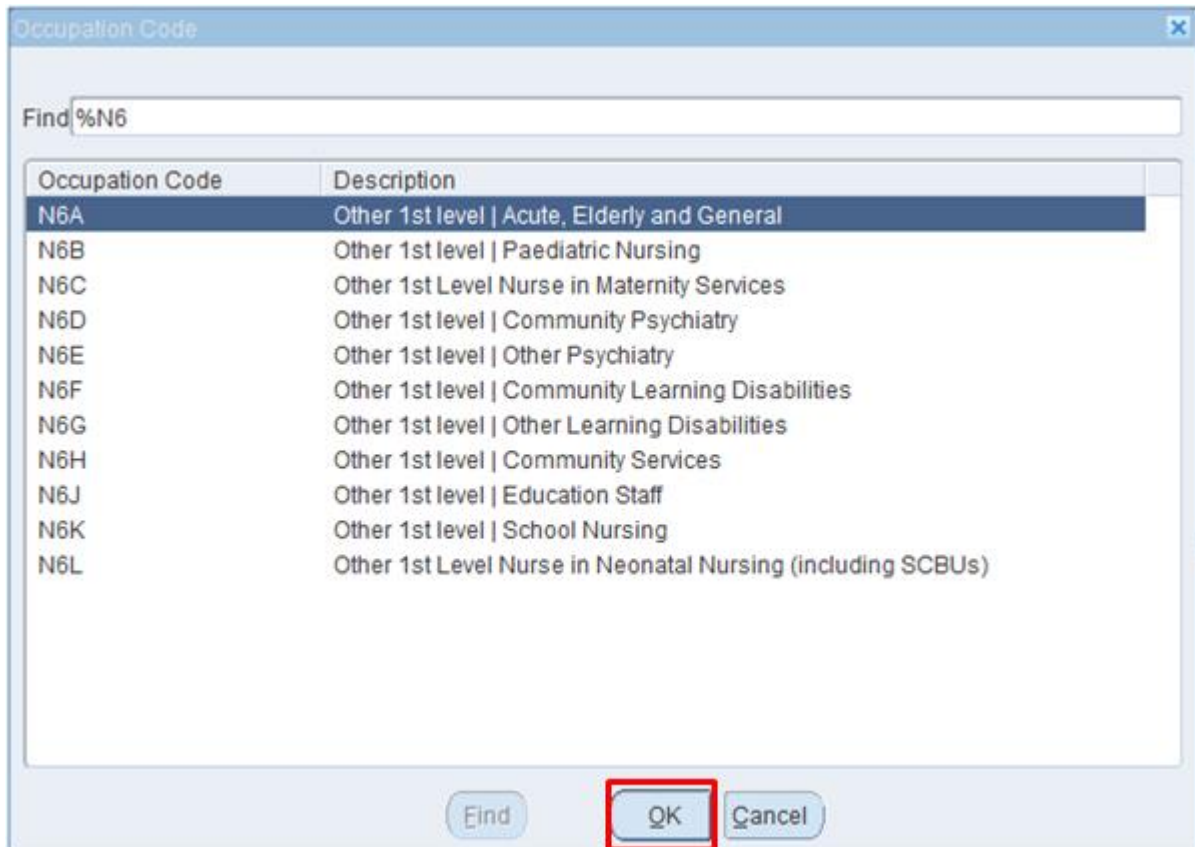 Occupation Code
Find %N6
Occupation Code Description
N6A Other 1st level | Acute, Elderly and General
N6B Other 1st level | Paediatric Nursing
N6C Other 1st Level Nurse in Maternity Services
N6D Other 1st level | Community Psychiatry
N6E Other 1st level | Other Psychiatry
N6F Other 1st level | Community Learning Disabilities
N6G Other 1st level | Other Learning Disabilities
N6H Other 1st level | Community Services
N6J Other 1st level | Education Staff
N6K Other 1st level | School Nursing
N6L Other 1st Level Nurse in Neonatal Nursing (including SCBUs)
Find OK Cancel